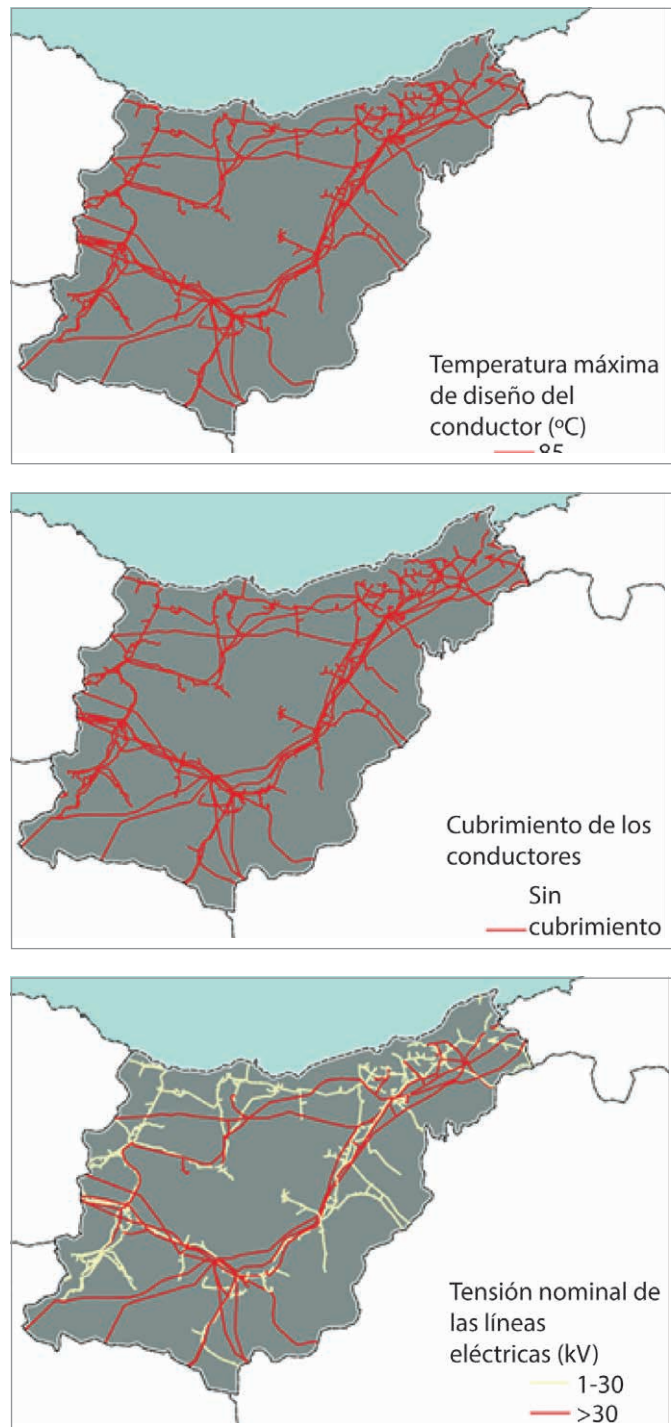 Temperatura máxima
de diseño del
conductor (ºC)
85
Cubrimiento de los
conductores
Sin
cubrimiento
Tensión nominal de
las líneas
eléctricas (kV)
1-30
>30